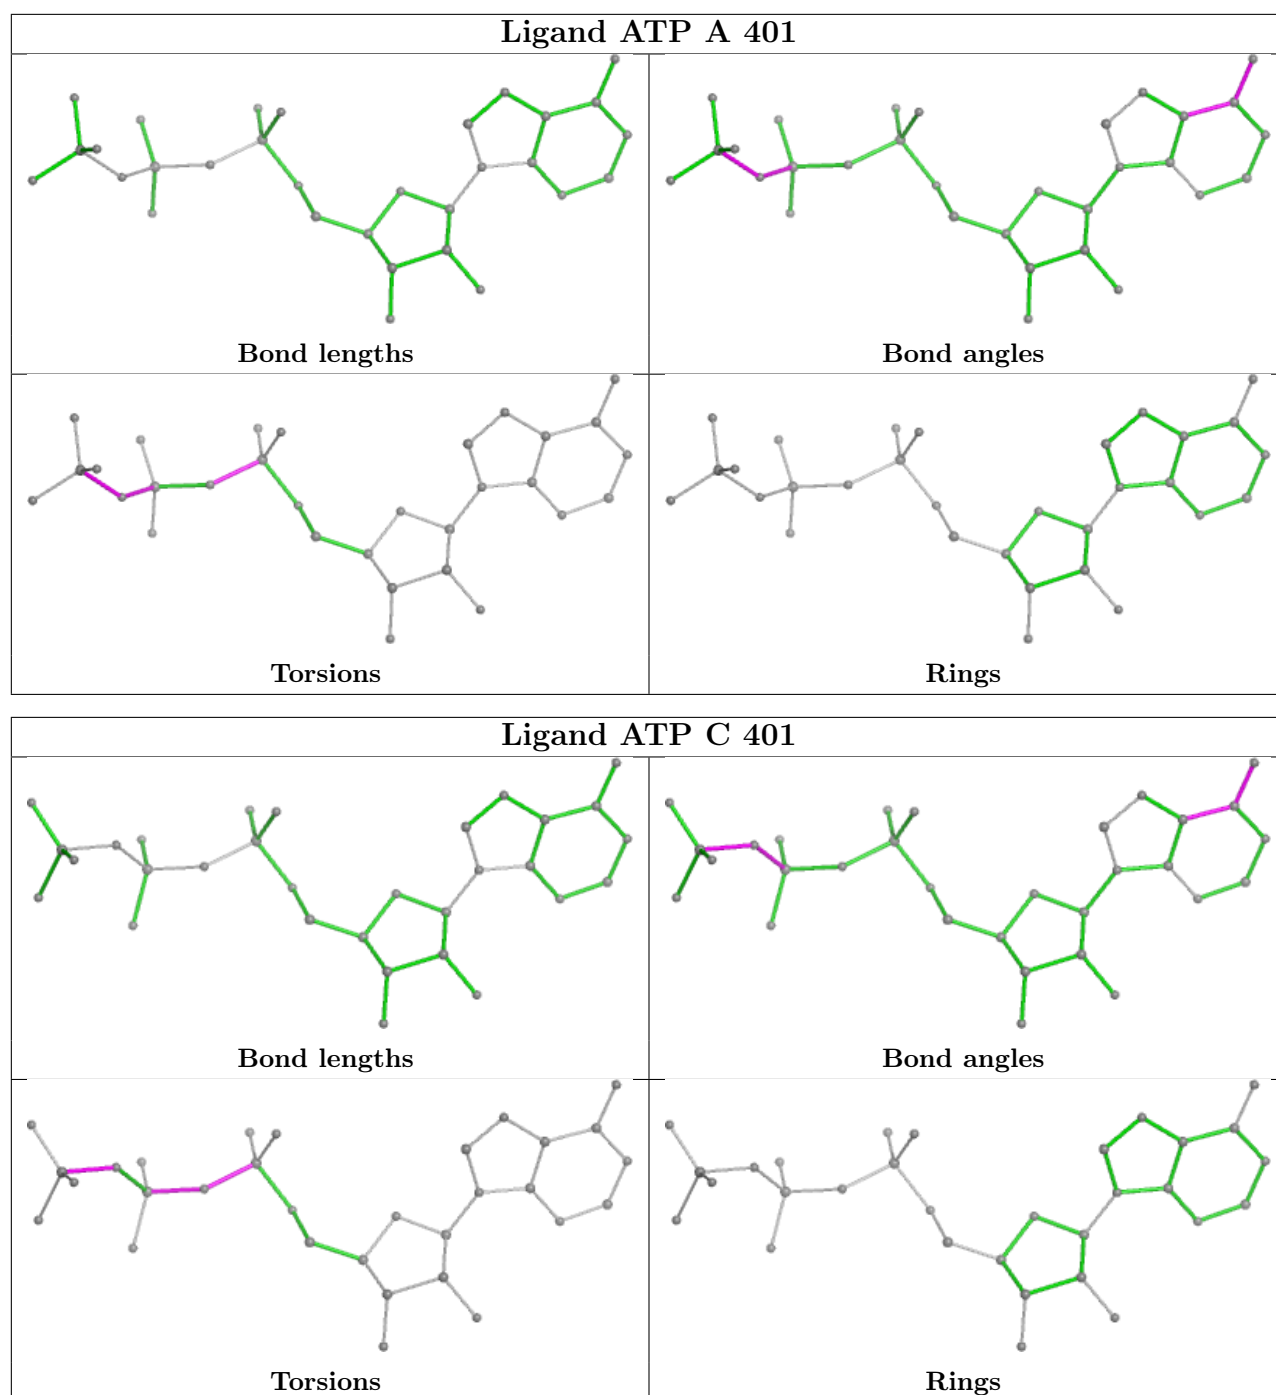 Ligand ATP A 401
Bond lengths
Bond angles
Torsions
Rings
Ligand ATP C 401
Bond lengths
Bond angles
Torsions
Rings